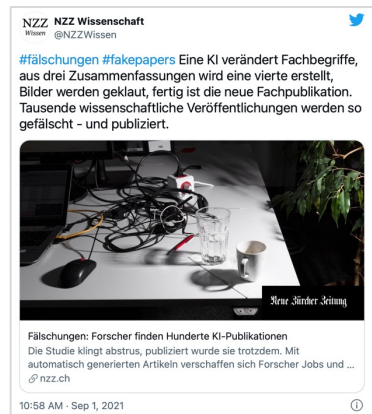 NZZ NZZ Wissenschaft
Wissen @NZZWissen
#fälschungen #fakepapers Eine KI verändert Fachbegriffe,
aus drei Zusammenfassungen wird eine vierte erstellt,
Bilder werden geklaut, fertig ist die neue Fachpublikation.
Tausende wissenschaftliche Veröffentlichungen werden so
gefälscht - und publiziert.
Neue Zürcher Zeitung
Fälschungen: Forscher finden Hunderte KI-Publikationen
Die Studie klingt abstrus, publiziert wurde sie trotzdem. Mit
automatisch generierten Artikeln verschaffen sich Forscher Jobs und ...
nzz.ch
10:58 AM · Sep 1, 2021